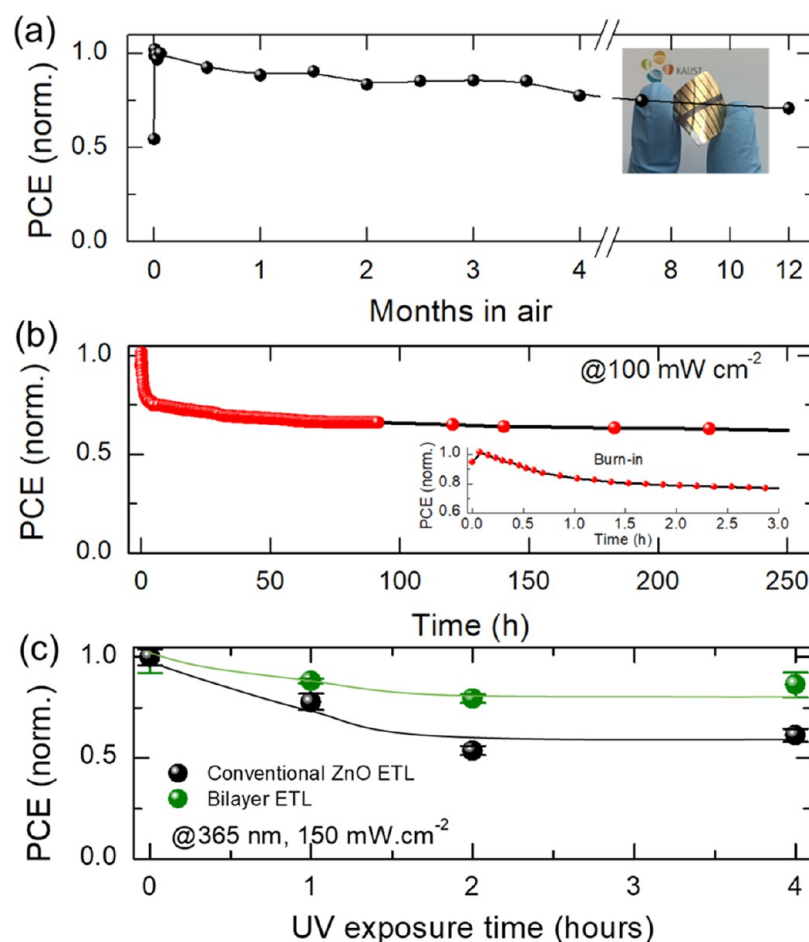 (a)
1.0
0.5
0.0
PCE (norm.)
KAUST
0 1 2 3 4 8 10 12
Months in air
(b)
1.0
0.5
0.0
PCE (norm.)
@100 mW cm⁻²
Burn-in
1.0
0.8
0.6
PCE (norm.)
0.0 0.5 1.0 1.5 2.0 2.5 3.0
Time (h)
0 50 100 150 200 250
Time (h)
(c)
1.0
0.5
0.0
PCE (norm.)
Conventional ZnO ETL
Bilayer ETL
@365 nm, 150 mW.cm⁻²
0 1 2 3 4
UV exposure time (hours)